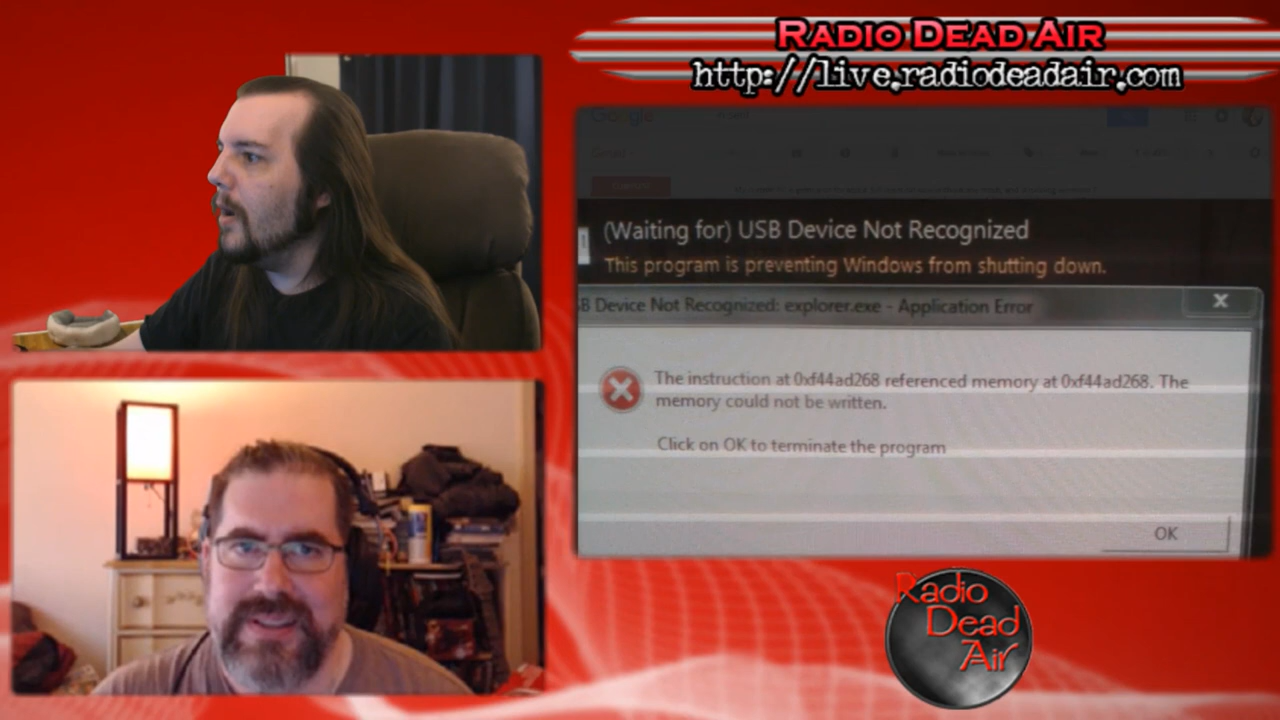 Radio Dead Air
http://live.radiodeadair.com
Google
Gmail
(Waiting for) USB Device Not Recognized
This program is preventing Windows from shutting down.
B Device Not Recognized: explorer.exe - Application Error
The instruction at 0xf44ad268 referenced memory at 0xf44ad268. The
memory could not be written.
Click on OK to terminate the program
OK
Radio
Dead
Air